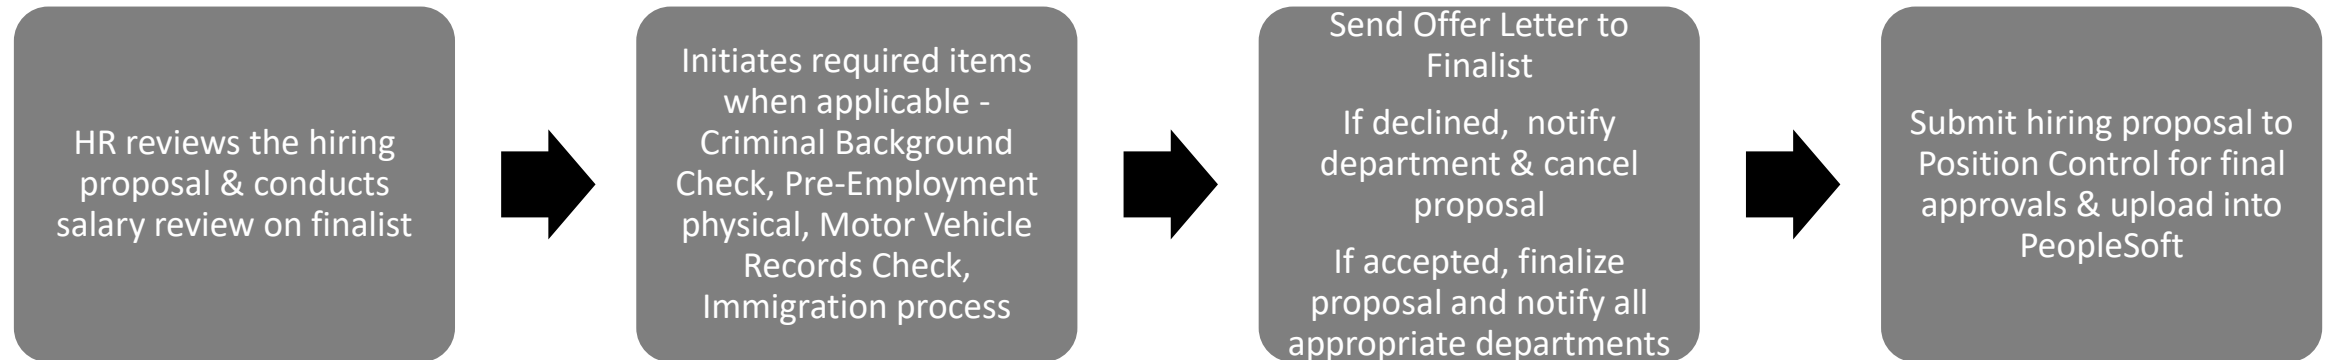 HR reviews the hiring
proposal & conducts
salary review on finalist
Initiates required items
when applicable -
Criminal Background
Check, Pre-Employment
physical, Motor Vehicle
Records Check,
Immigration process
Send Offer Letter to
Finalist
If declined,  notify
department & cancel
proposal
If accepted, finalize
proposal and notify all
appropriate departments
Submit hiring proposal to
Position Control for final
approvals & upload into
PeopleSoft